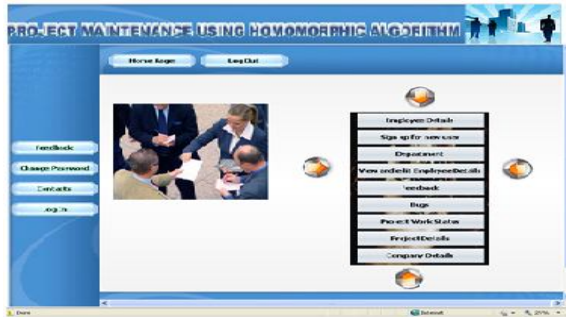 PROJECT MAINTENANCE USING HOMOMORPHIC ALGORITHM
Home Page
Log Out
Feedback
Change Password
Contacts
Log In
Employee Details
Sign up for new user
Department
View and edit Employee Details
Feedback
Bugs
Project Work Status
Project Details
Company Details
Done
Internet